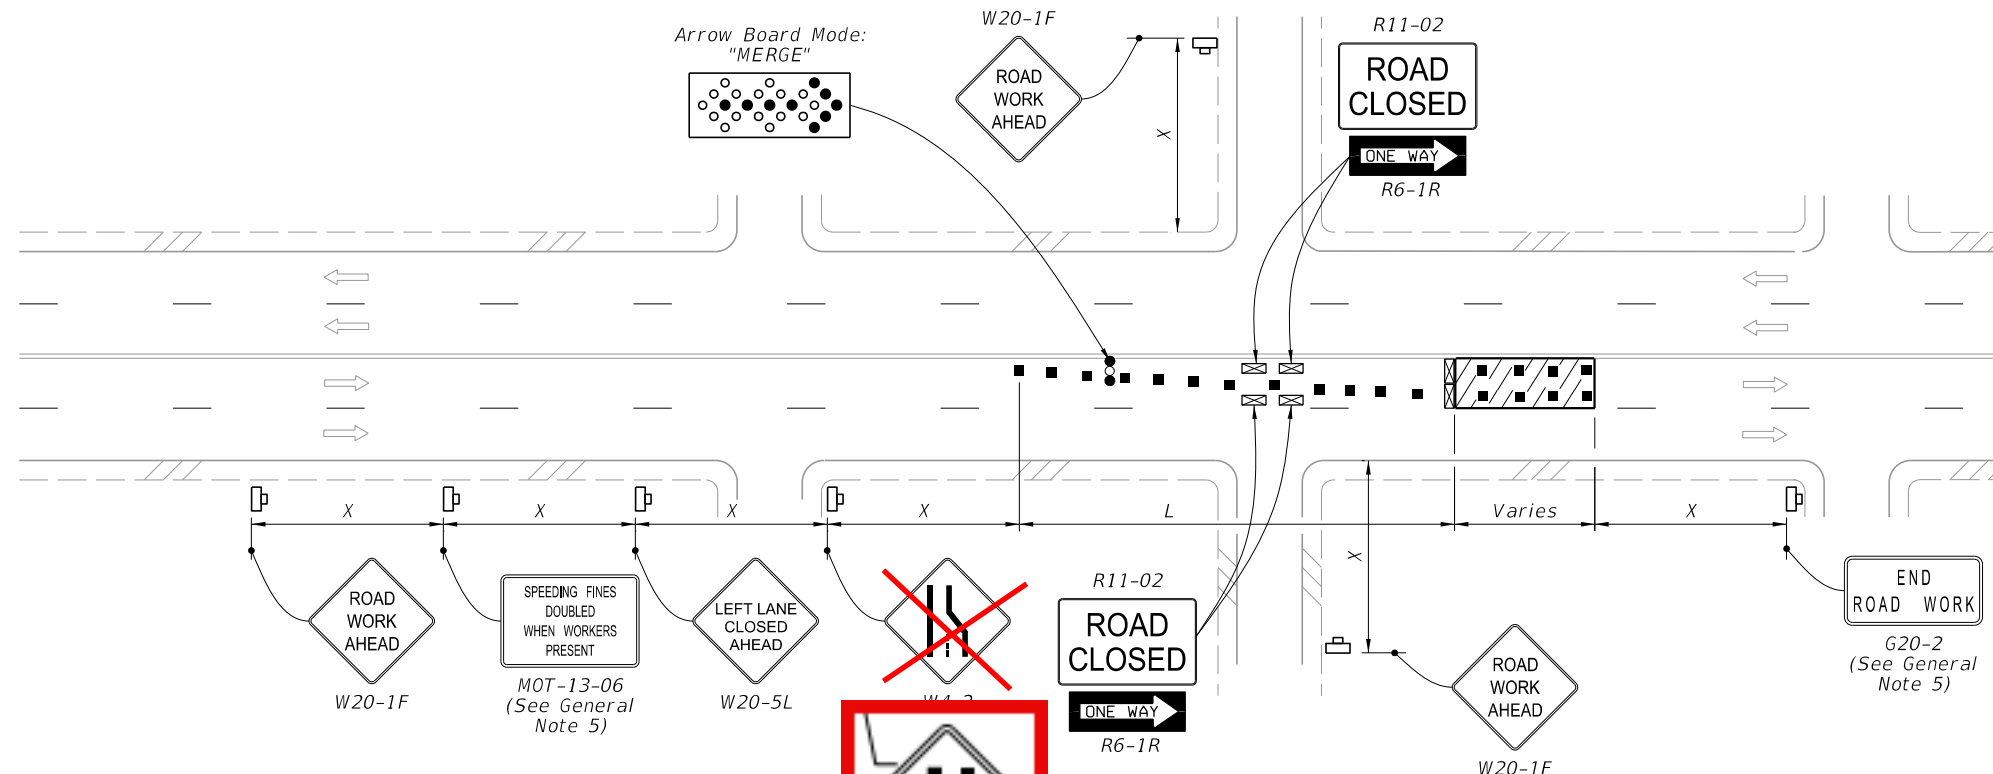 W20-1F
Arrow Board Mode:
"MERGE"
ROAD
WORK
AHEAD
X
R11-02
ROAD
CLOSED
ONE WAY
R6-1R
X
X
X
X
L
Varies
X
X
ROAD
WORK
AHEAD
W20-1F
SPEEDING FINES
DOUBLED
WHEN WORKERS
PRESENT
MOT-13-06
(See General
Note 5)
LEFT LANE
CLOSED
AHEAD
W20-5L
W4-2
R11-02
ROAD
CLOSED
ONE WAY
R6-1R
ROAD
WORK
AHEAD
W20-1F
END
ROAD WORK
G20-2
(See General
Note 5)